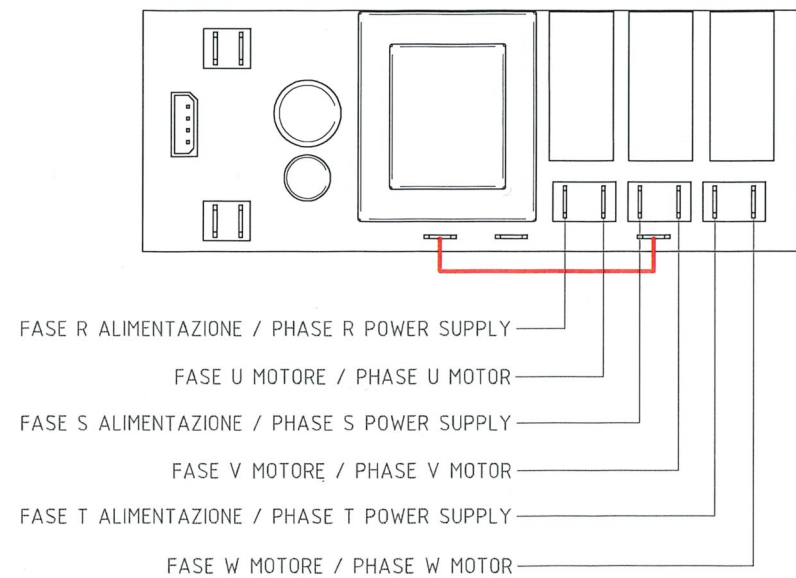 FASE R ALIMENTAZIONE / PHASE R POWER SUPPLY
FASE U MOTORE / PHASE U MOTOR
FASE S ALIMENTAZIONE / PHASE S POWER SUPPLY
FASE V MOTORE / PHASE V MOTOR
FASE T ALIMENTAZIONE / PHASE T POWER SUPPLY
FASE W MOTORE / PHASE W MOTOR